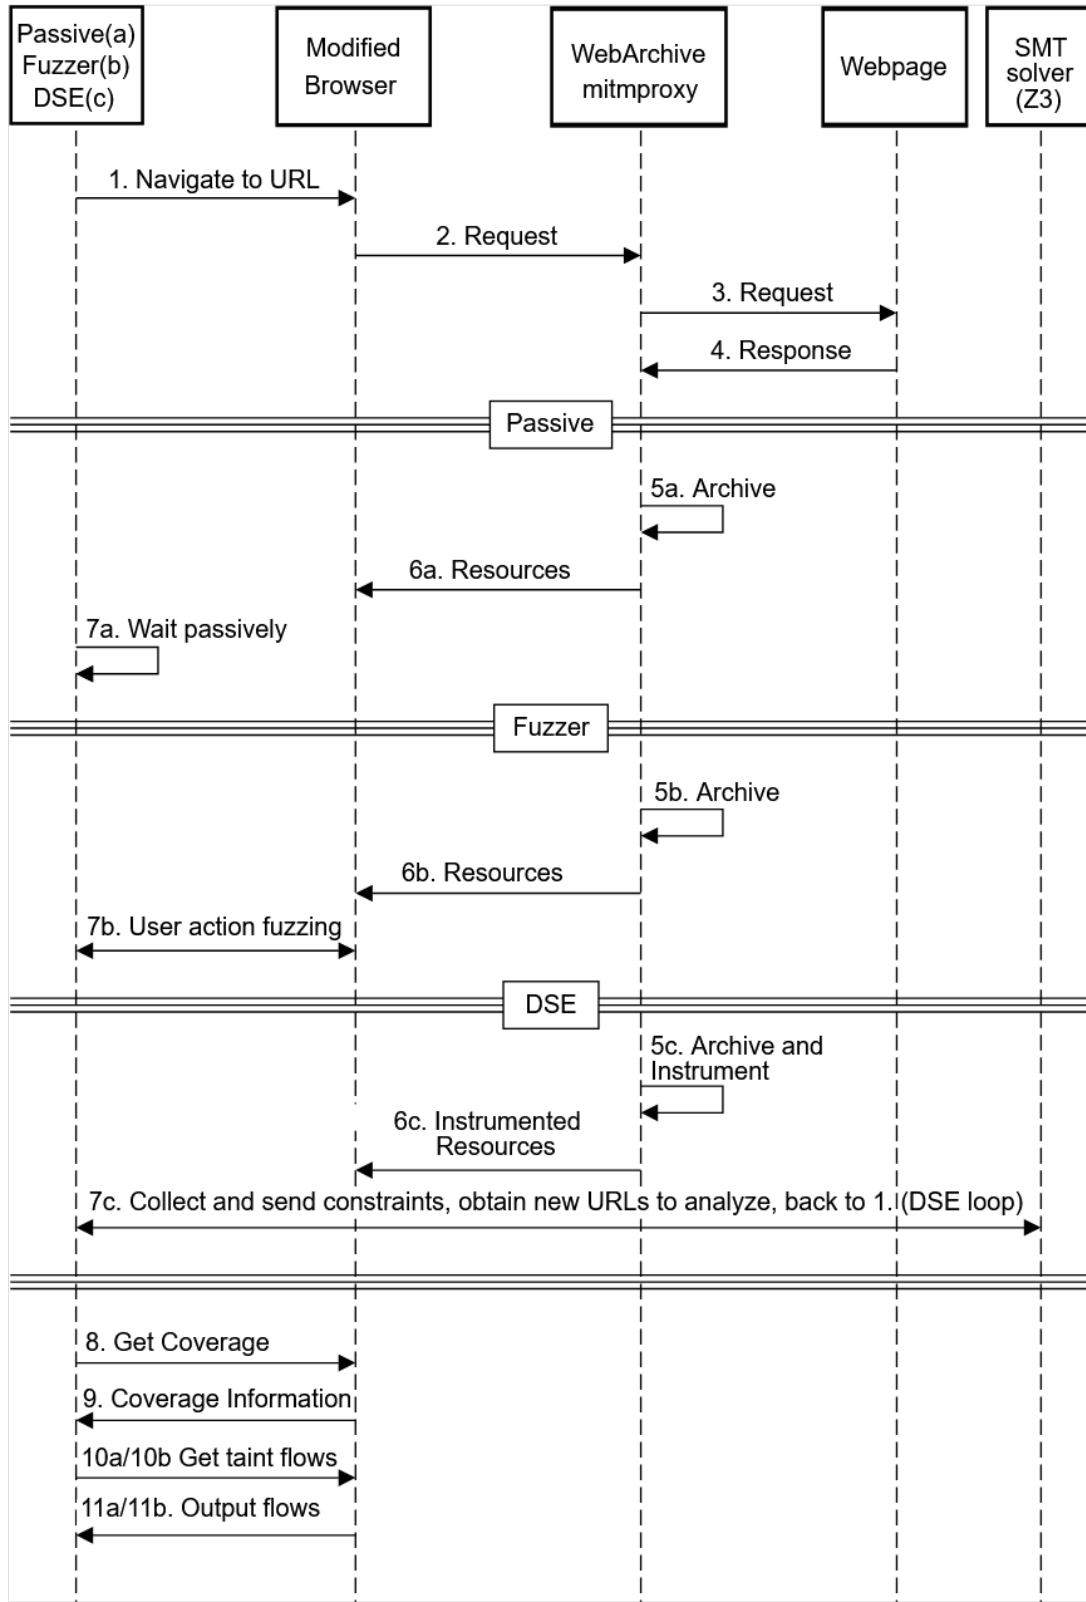 Passive(a)
Fuzzer(b)
DSE(c)
Modified
Browser
WebArchive
mitmproxy
Webpage
SMT
solver
(Z3)
1. Navigate to URL
2. Request
3. Request
4. Response
Passive
5a. Archive
6a. Resources
7a. Wait passively
Fuzzer
5b. Archive
6b. Resources
7b. User action fuzzing
DSE
5c. Archive and
Instrument
6c. Instrumented
Resources
7c. Collect and send constraints, obtain new URLs to analyze, back to 1. (DSE loop)
8. Get Coverage
9. Coverage Information
10a/10b Get taint flows
11a/11b. Output flows